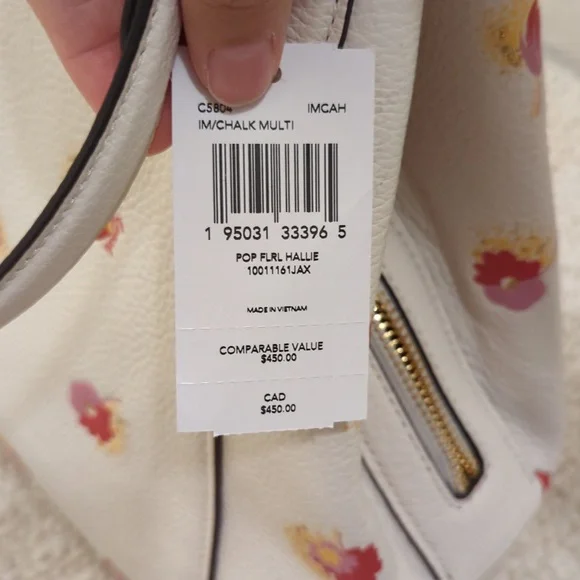 C5804 IMCAH
IM/CHALK MULTI
1 95031 33396 5
POP FLRL HALLIE
10011161JAX
MADE IN VIETNAM
COMPARABLE VALUE
$450.00
CAD
$450.00